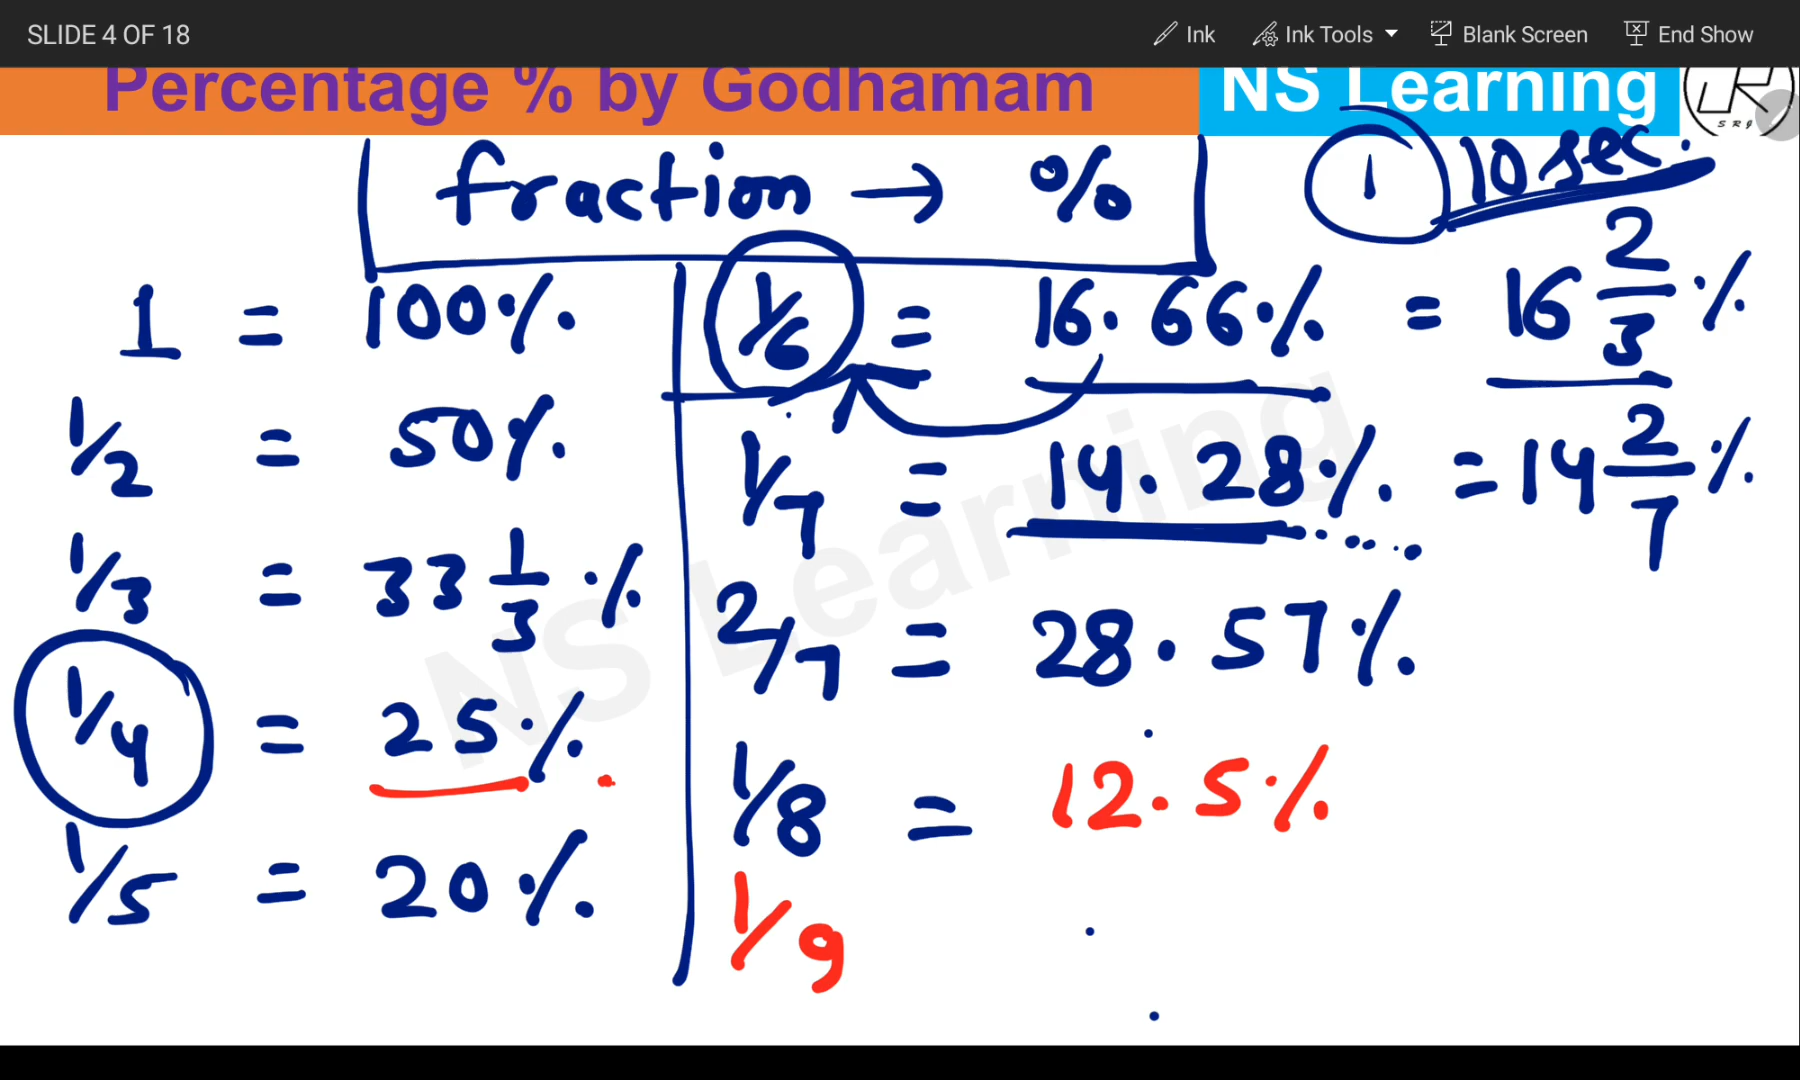 SLIDE 4 OF 18 Ink Ink Tools Blank Screen End Show
Percentage % by Godhamam NS Learning
SRJ
fraction → %
1 10 sec.
1 = 100%
1/2 = 50%
1/3 = 33 1/3 %
1/4 = 25%
1/5 = 20%
1/6 = 16.66% = 16 2/3 %
1/7 = 14.28% = 14 2/7 %
2/7 = 28.57%
1/8 = 12.5%
1/9
NS Learning